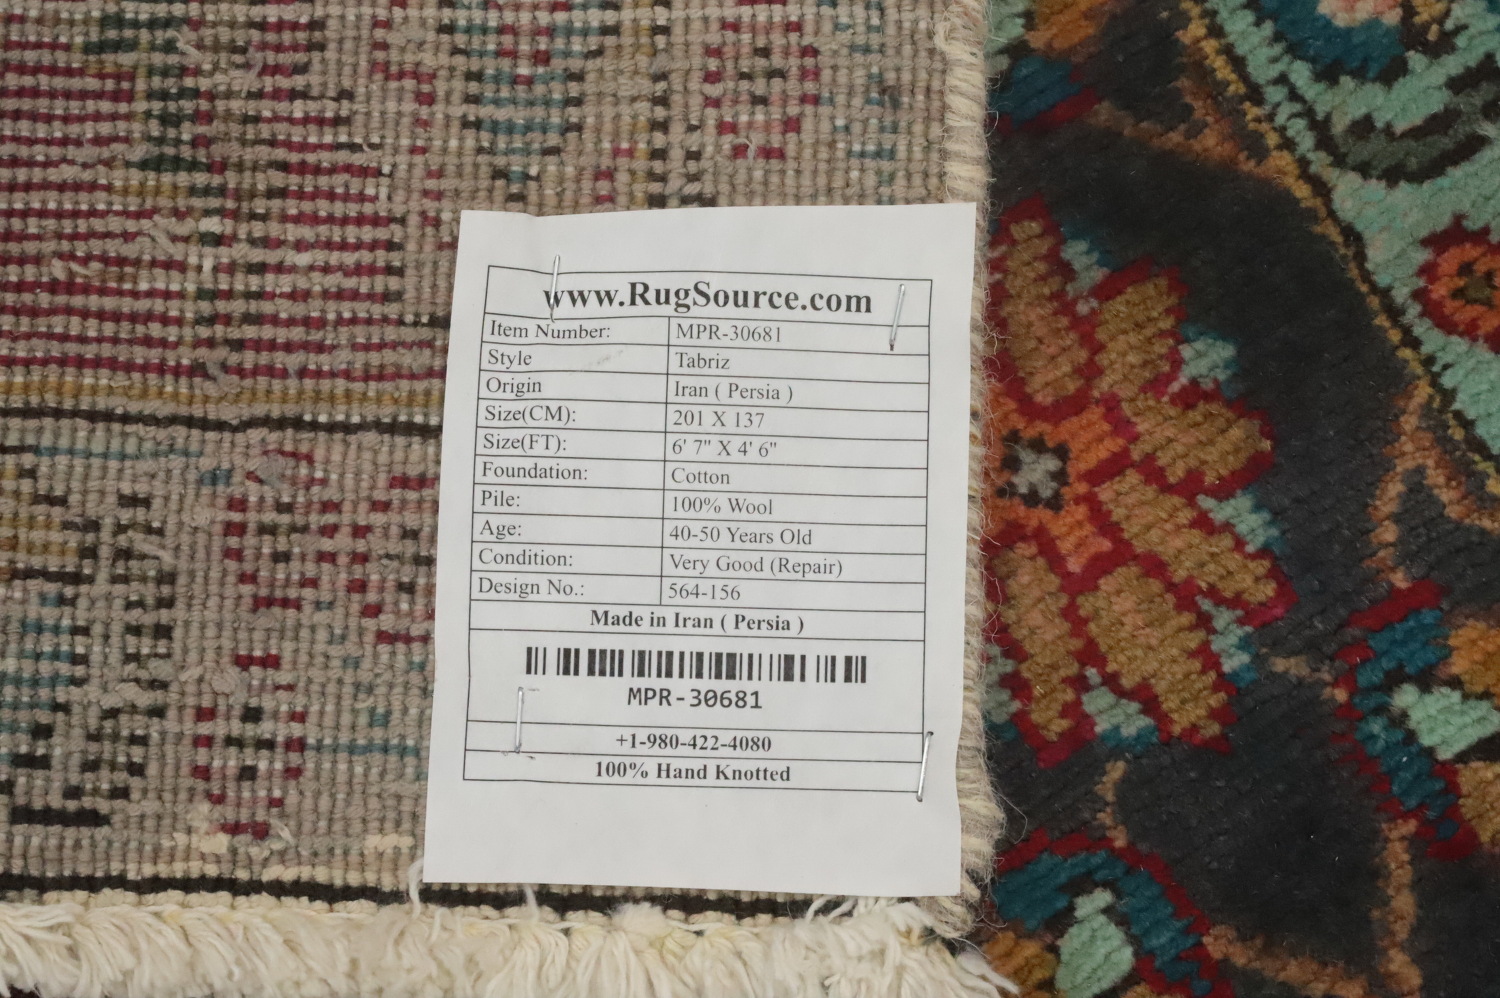 www.RugSource.com
Item Number: MPR-30681
Style Tabriz
Origin Iran ( Persia )
Size(CM): 201 X 137
Size(FT): 6' 7" X 4' 6"
Foundation: Cotton
Pile: 100% Wool
Age: 40-50 Years Old
Condition: Very Good (Repair)
Design No.: 564-156
Made in Iran ( Persia )
MPR-30681
+1-980-422-4080
100% Hand Knotted